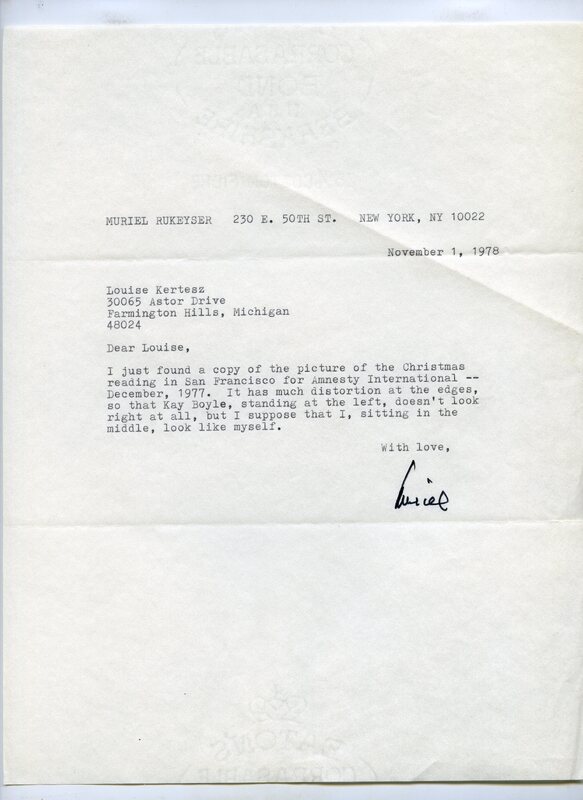 MURIEL RUKEYSER 230 E. 50TH ST. NEW YORK, NY 10022
November 1, 1978
Louise Kertesz
30065 Astor Drive
Farmington Hills, Michigan
48024
Dear Louise,
I just found a copy of the picture of the Christmas
reading in San Francisco for Amnesty International --
December, 1977. It has much distortion at the edges,
so that Kay Boyle, standing at the left, doesn't look
right at all, but I suppose that I, sitting in the
middle, look like myself.
With love,
Muriel